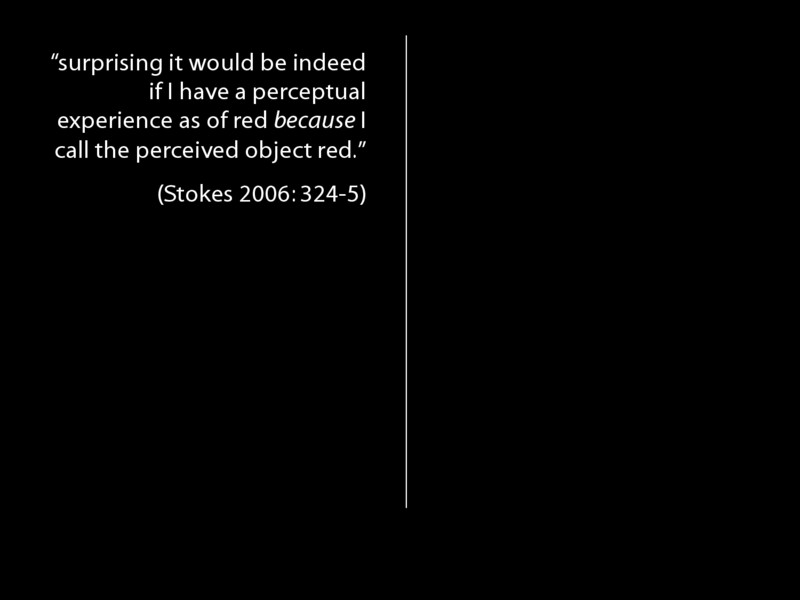 “surprising it would be indeed
if I have a perceptual
experience as of red because I
call the perceived object red.”
(Stokes 2006: 324-5)